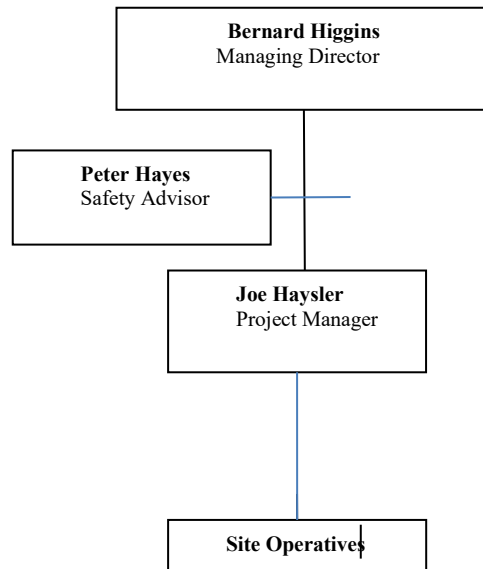 Bernard Higgins
Managing Director
Peter Hayes
Safety Advisor
Joe Haysler
Project Manager
Site Operatives